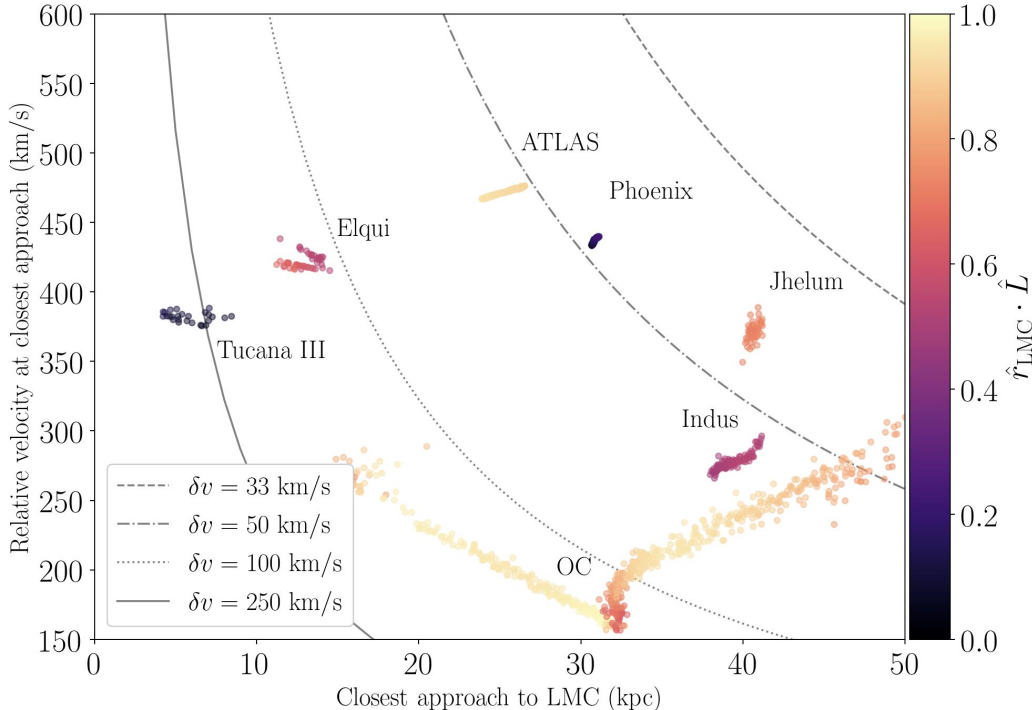 600
550
500
450
400
350
300
250
200
150
Relative velocity at closest approach (km/s)
ATLAS
Phoenix
Elqui
Jhelum
Tucana III
Indus
OC
δv = 33 km/s
δv = 50 km/s
δv = 100 km/s
δv = 250 km/s
0
10
20
30
40
50
Closest approach to LMC (kpc)
1.0
0.8
0.6
0.4
0.2
0.0
r̂_LMC · L̂